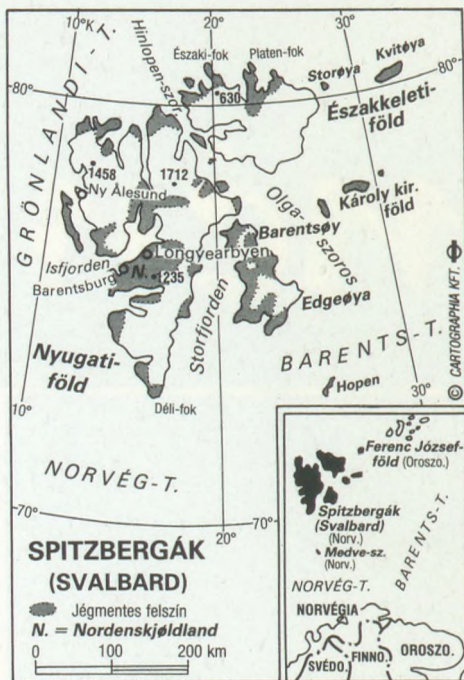 10°K
20°
30°
GRÖNLANDI-T.
Hinlopen-szor.
Északi-fok
Platen-fok
Kvitøya
Storøya
80°
80°
630
Északkeleti-
föld
1458
1712
Ny Ålesund
Károly kir.
föld
Olga-
szoros
Barentsøy
Longyearbyen
Isfjorden
N.
Barentsburg
1235
Storfjorden
Edgeøya
Nyugati-
föld
BARENTS-T.
Hopen
Déli-fok
10°
30°
NORVÉG-T.
70°
70°
20°
© CARTOGRAPHIA KFT.
SPITZBERGÁK
(SVALBARD)
Jégmentes felszín
N. = Nordenskjøldland
0 100 200 km
Ferenc József-
föld (Oroszo.)
Spitzbergák
(Svalbard)
(Norv.)
Medve-sz.
(Norv.)
BARENTS-T.
NORVÉG-T.
NORVÉGIA
SVÉDO.
FINNO.
OROSZO.